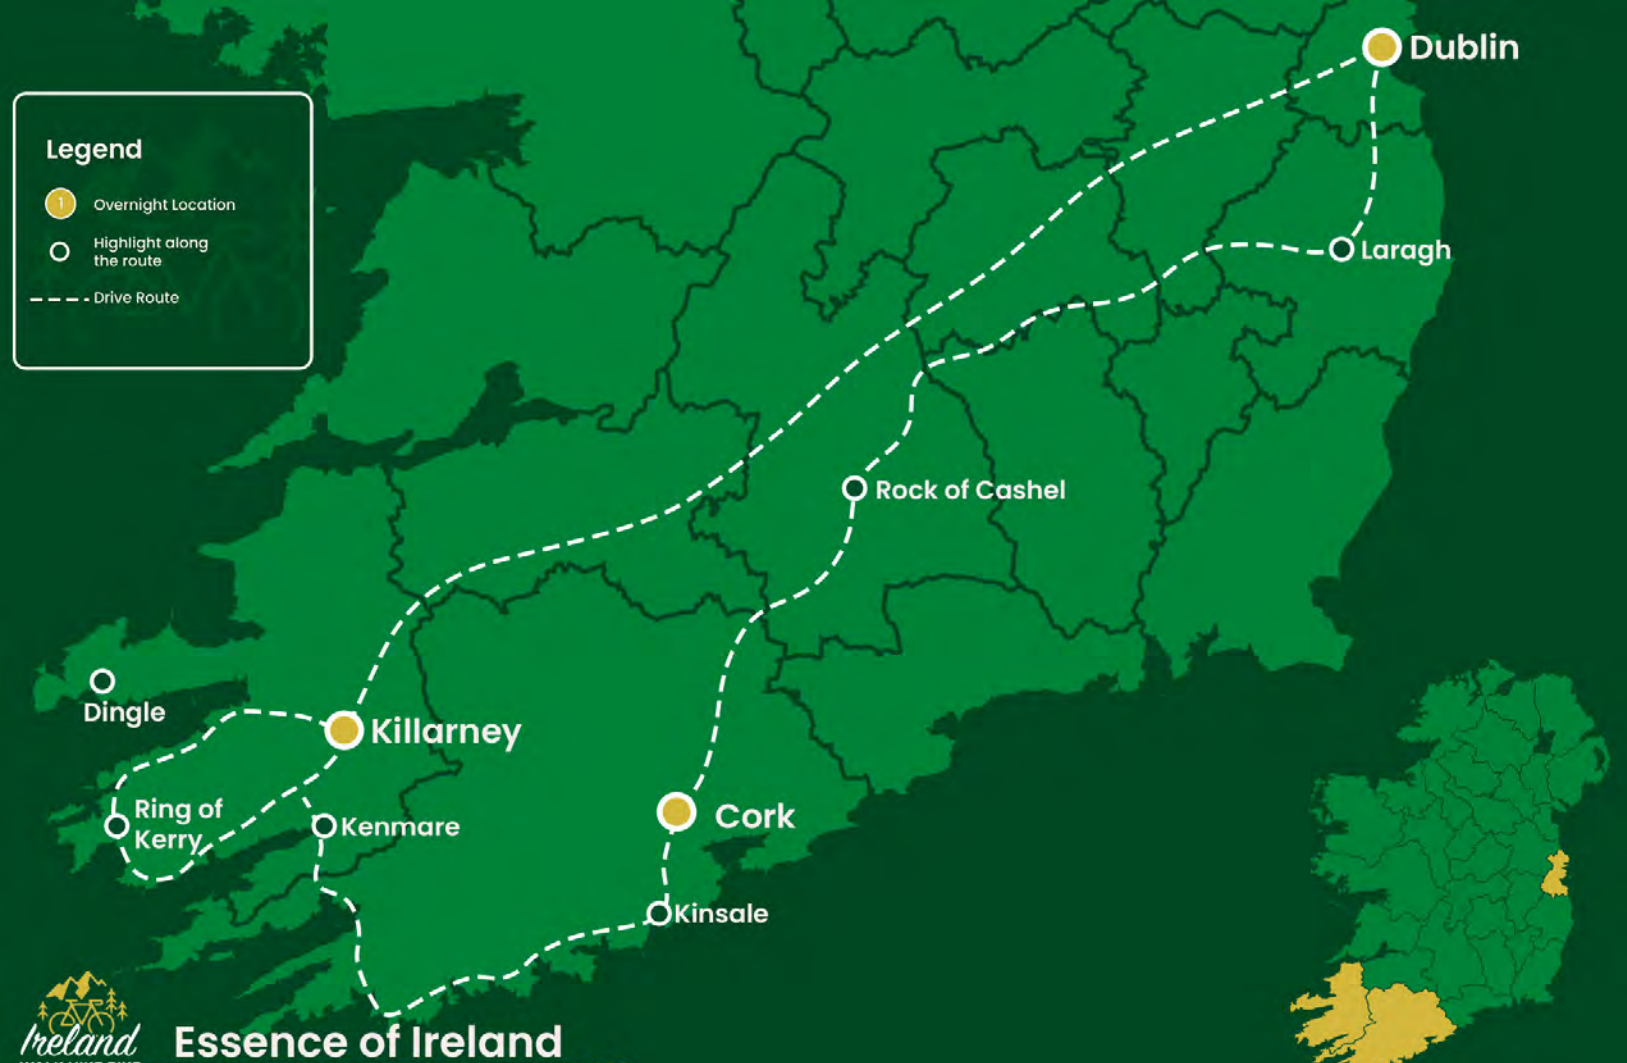 Dublin
Legend
1
Overnight Location
Highlight along
the route
Drive Route
Laragh
Rock of Cashel
Dingle
Killarney
Ring of
Kerry
Kenmare
Cork
Kinsale
Ireland
Essence of Ireland